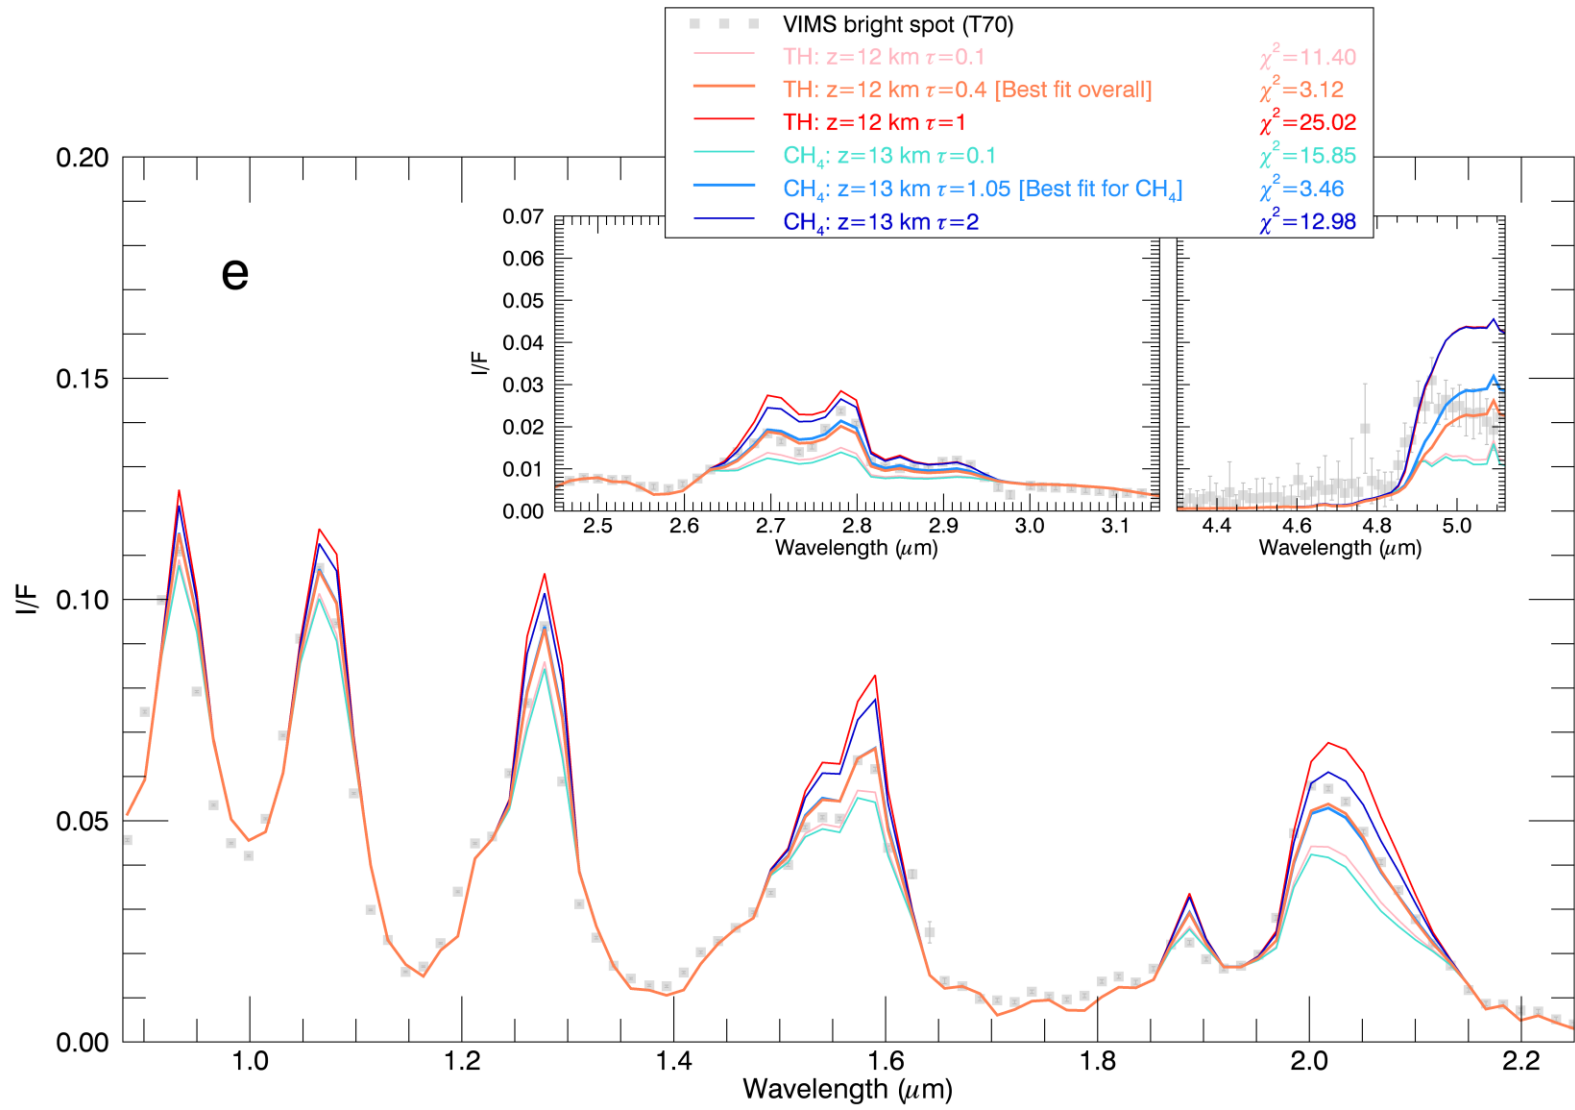 VIMS bright spot (T70)
TH: z=12 km τ=0.1 χ²=11.40
TH: z=12 km τ=0.4 [Best fit overall] χ²=3.12
TH: z=12 km τ=1 χ²=25.02
CH₄: z=13 km τ=0.1 χ²=15.85
CH₄: z=13 km τ=1.05 [Best fit for CH₄] χ²=3.46
CH₄: z=13 km τ=2 χ²=12.98
e
0.20
0.15
0.10
0.05
0.00
I/F
1.0 1.2 1.4 1.6 1.8 2.0 2.2
Wavelength (μm)
0.07
0.06
0.05
0.04
0.03
0.02
0.01
0.00
I/F
2.5 2.6 2.7 2.8 2.9 3.0 3.1
Wavelength (μm)
4.4 4.6 4.8 5.0
Wavelength (μm)